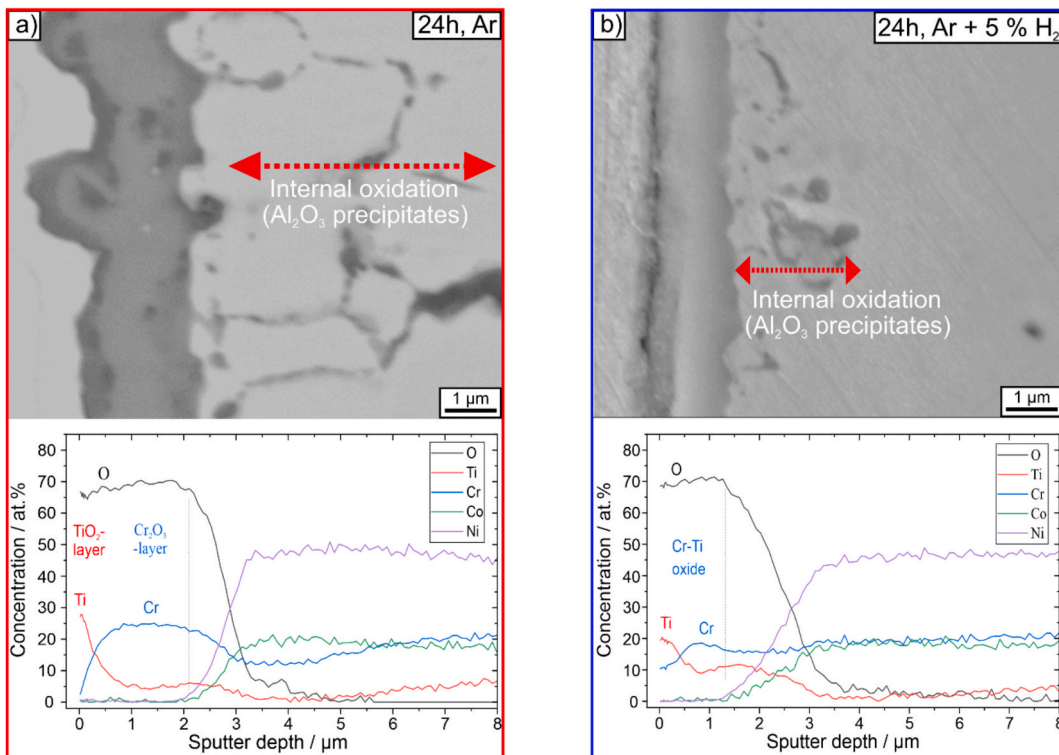 a)
24h, Ar
Internal oxidation
(Al₂O₃ precipitates)
1 µm
Concentration / at.%
80
70
60
50
40
30
20
10
0
O
TiO₂-
layer
Cr₂O₃
-layer
Ti
Cr
O
Ti
Cr
Co
Ni
0 1 2 3 4 5 6 7 8
Sputter depth / µm
b)
24h, Ar + 5 % H₂
Internal oxidation
(Al₂O₃ precipitates)
1 µm
Concentration / at.%
80
70
60
50
40
30
20
10
0
O
Cr-Ti
oxide
Ti
Cr
O
Ti
Cr
Co
Ni
0 1 2 3 4 5 6 7 8
Sputter depth / µm